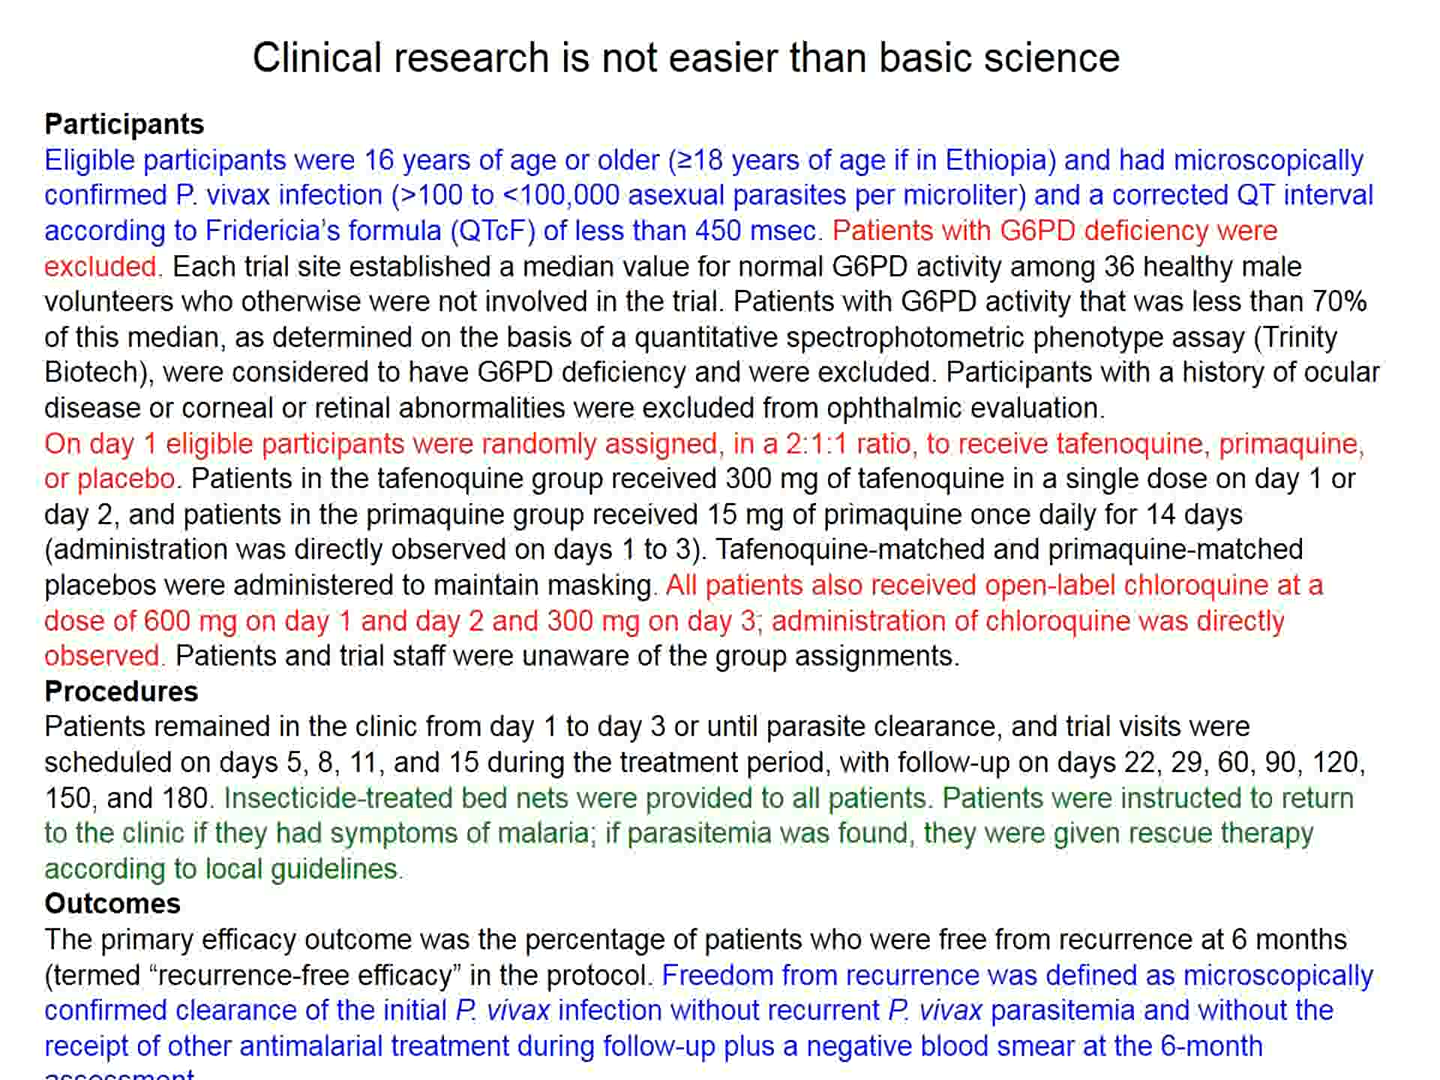 Clinical research is not easier than basic science
Participants
Eligible participants were 16 years of age or older (≥18 years of age if in Ethiopia) and had microscopically
confirmed P. vivax infection (>100 to <100,000 asexual parasites per microliter) and a corrected QT interval
according to Fridericia's formula (QTcF) of less than 450 msec. Patients with G6PD deficiency were
excluded. Each trial site established a median value for normal G6PD activity among 36 healthy male
volunteers who otherwise were not involved in the trial. Patients with G6PD activity that was less than 70%
of this median, as determined on the basis of a quantitative spectrophotometric phenotype assay (Trinity
Biotech), were considered to have G6PD deficiency and were excluded. Participants with a history of ocular
disease or corneal or retinal abnormalities were excluded from ophthalmic evaluation.
On day 1 eligible participants were randomly assigned, in a 2:1:1 ratio, to receive tafenoquine, primaquine,
or placebo. Patients in the tafenoquine group received 300 mg of tafenoquine in a single dose on day 1 or
day 2, and patients in the primaquine group received 15 mg of primaquine once daily for 14 days
(administration was directly observed on days 1 to 3). Tafenoquine-matched and primaquine-matched
placebos were administered to maintain masking. All patients also received open-label chloroquine at a
dose of 600 mg on day 1 and day 2 and 300 mg on day 3; administration of chloroquine was directly
observed. Patients and trial staff were unaware of the group assignments.
Procedures
Patients remained in the clinic from day 1 to day 3 or until parasite clearance, and trial visits were
scheduled on days 5, 8, 11, and 15 during the treatment period, with follow-up on days 22, 29, 60, 90, 120,
150, and 180. Insecticide-treated bed nets were provided to all patients. Patients were instructed to return
to the clinic if they had symptoms of malaria; if parasitemia was found, they were given rescue therapy
according to local guidelines.
Outcomes
The primary efficacy outcome was the percentage of patients who were free from recurrence at 6 months
(termed “recurrence-free efficacy” in the protocol. Freedom from recurrence was defined as microscopically
confirmed clearance of the initial P. vivax infection without recurrent P. vivax parasitemia and without the
receipt of other antimalarial treatment during follow-up plus a negative blood smear at the 6-month
assessment